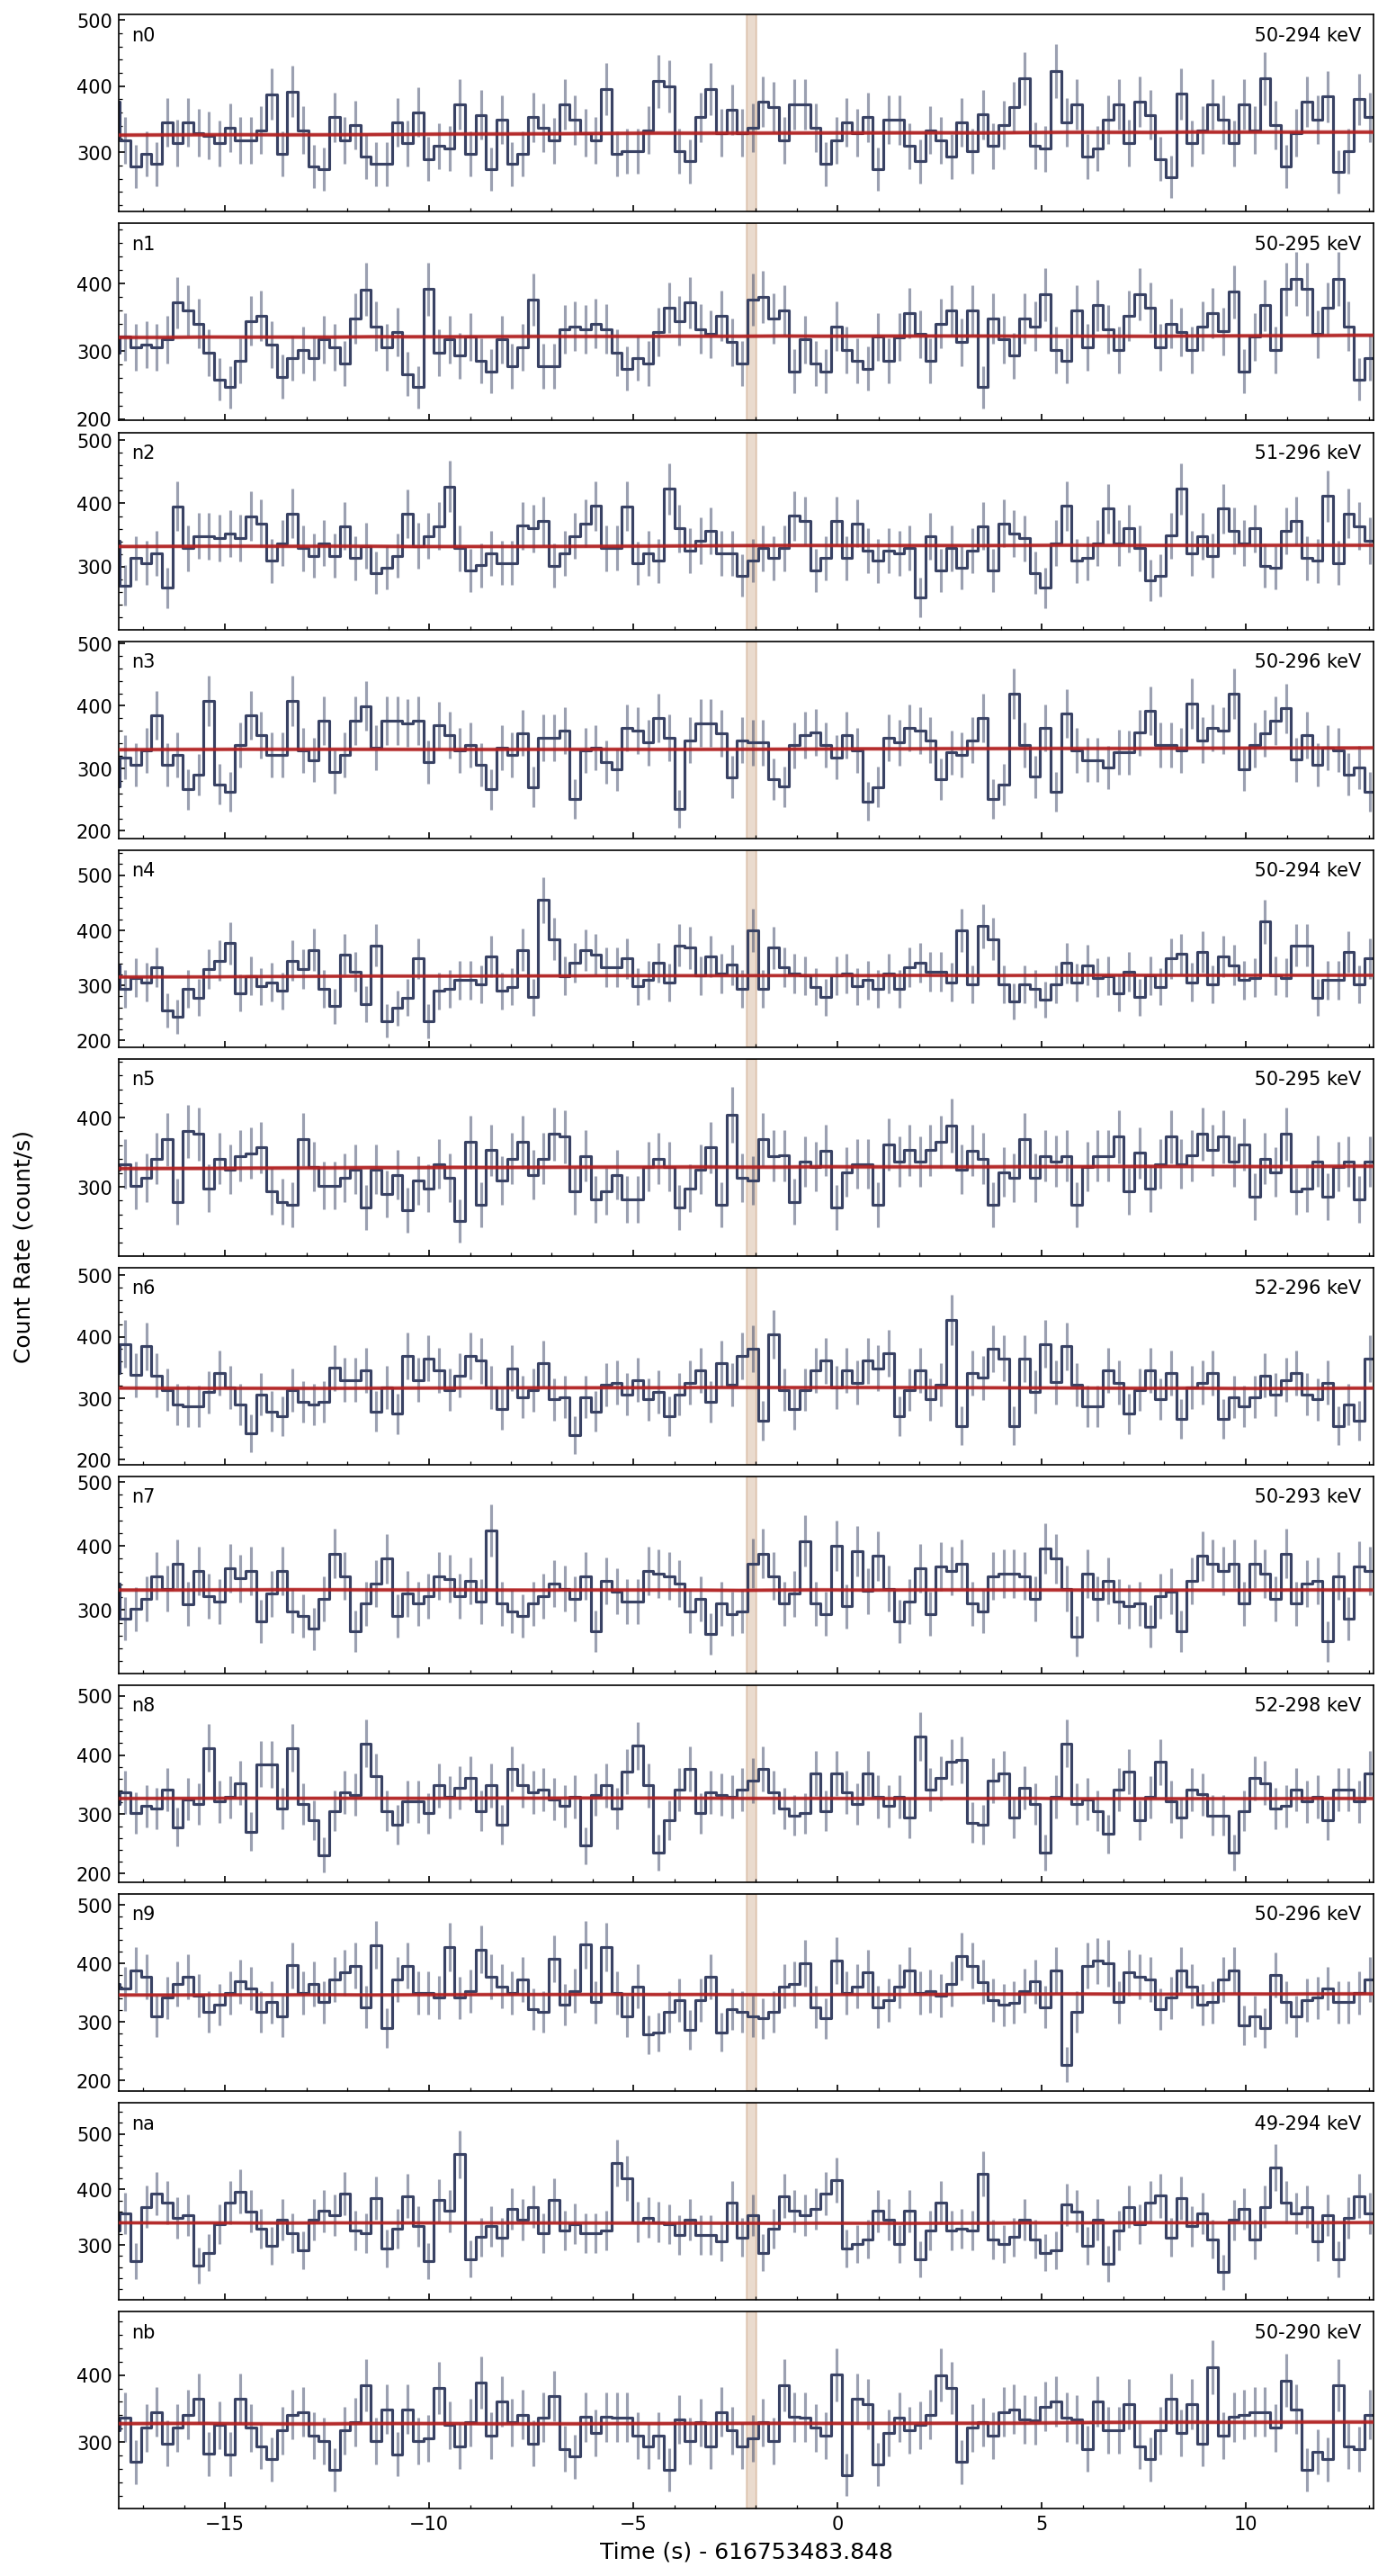 500
400
300
n0
50-294 keV
400
300
200
n1
50-295 keV
500
400
300
n2
51-296 keV
500
400
300
200
n3
50-296 keV
500
400
300
200
n4
50-294 keV
400
300
n5
50-295 keV
500
400
300
200
n6
52-296 keV
500
400
300
n7
50-293 keV
500
400
300
200
n8
52-298 keV
500
400
300
200
n9
50-296 keV
500
400
300
na
49-294 keV
400
300
nb
50-290 keV
Count Rate (count/s)
−15 −10 −5 0 5 10
Time (s) - 616753483.848